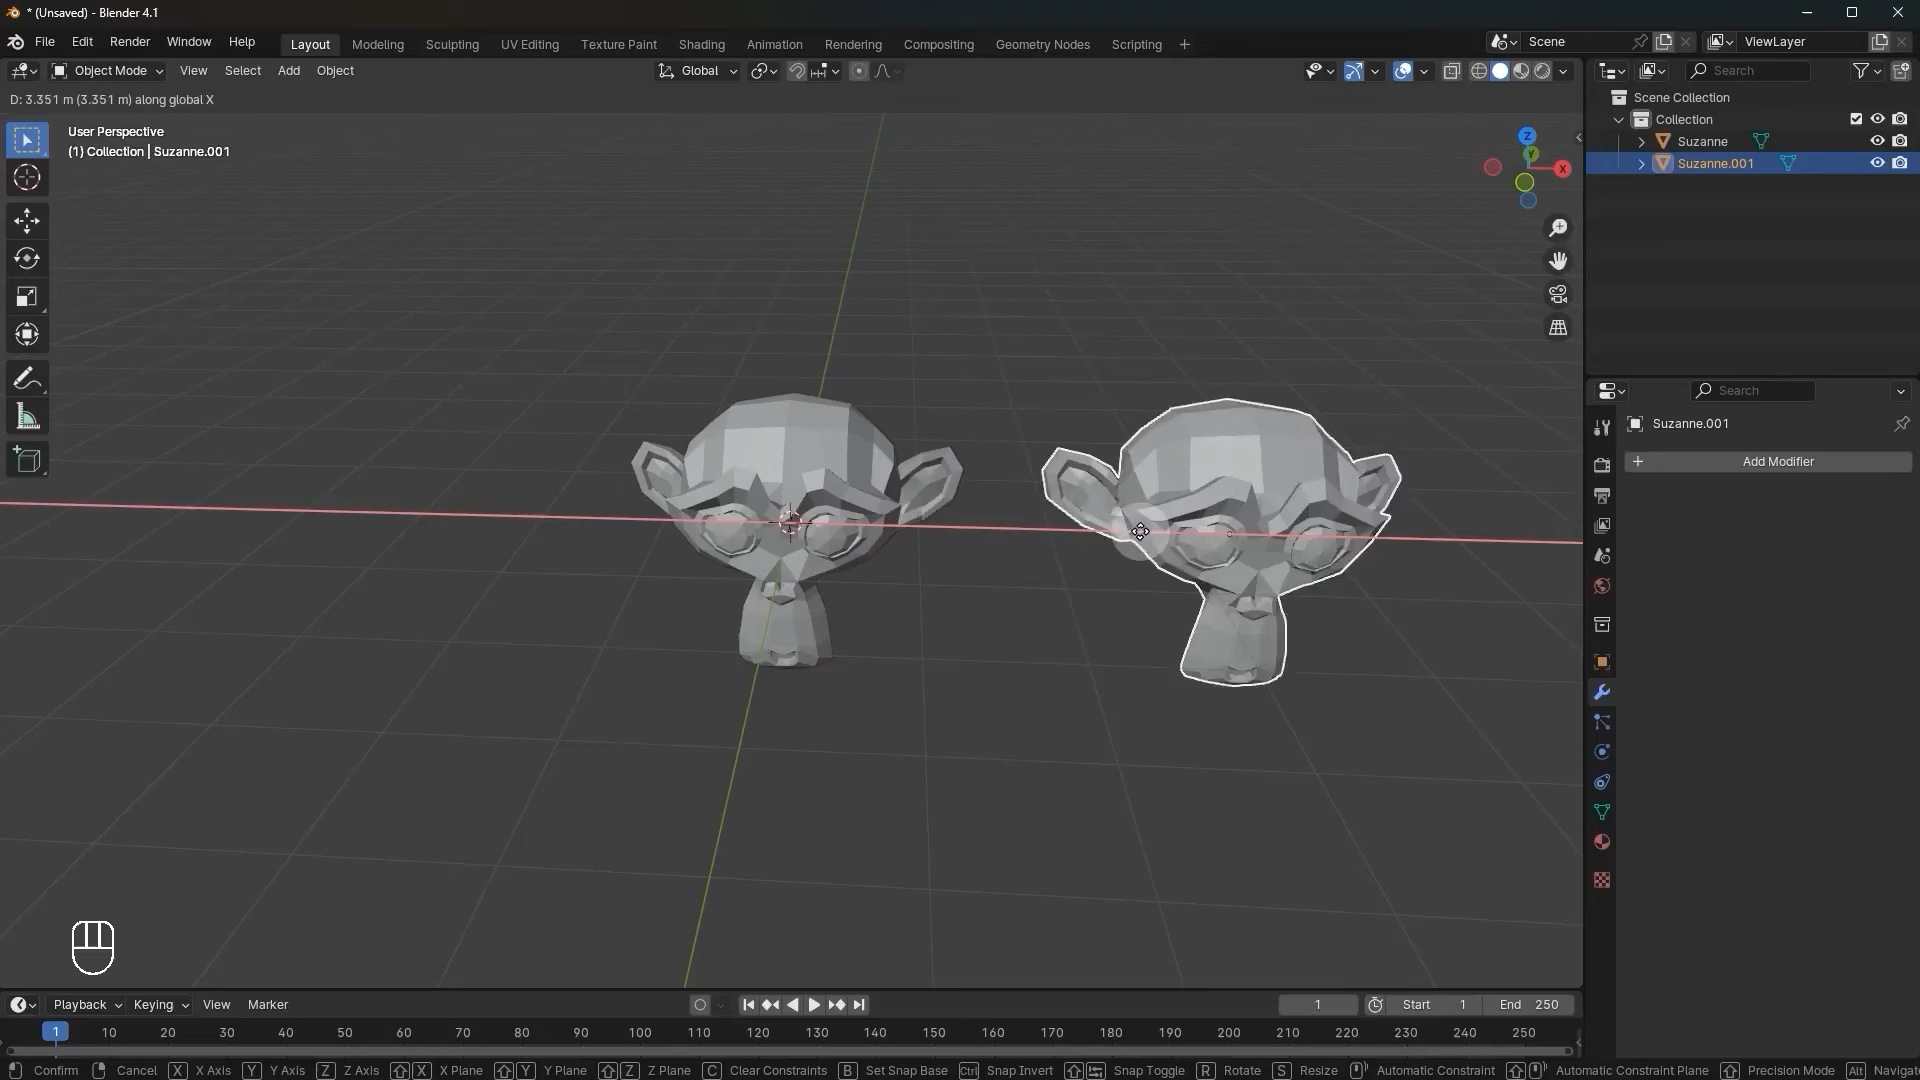 * (Unsaved) - Blender 4.1
File Edit Render Window Help Layout Modeling Sculpting UV Editing Texture Paint Shading Animation Rendering Compositing Geometry Nodes Scripting + Scene ViewLayer
Object Mode View Select Add Object Global Search
D: 3.351 m (3.351 m) along global X
Scene Collection
User Perspective
(1) Collection | Suzanne.001
Collection
Suzanne
Suzanne.001
Z
Y
X
Search
Suzanne.001
+ Add Modifier
Playback Keying View Marker 1 Start 1 End 250
1 10 20 30 40 50 60 70 80 90 100 110 120 130 140 150 160 170 180 190 200 210 220 230 240 250
Confirm Cancel X X Axis Y Y Axis Z Z Axis X X Plane Y Y Plane Z Z Plane C Clear Constraints B Set Snap Base Ctrl Snap Invert Snap Toggle R Rotate S Resize Automatic Constraint Automatic Constraint Plane Precision Mode Alt Navigat